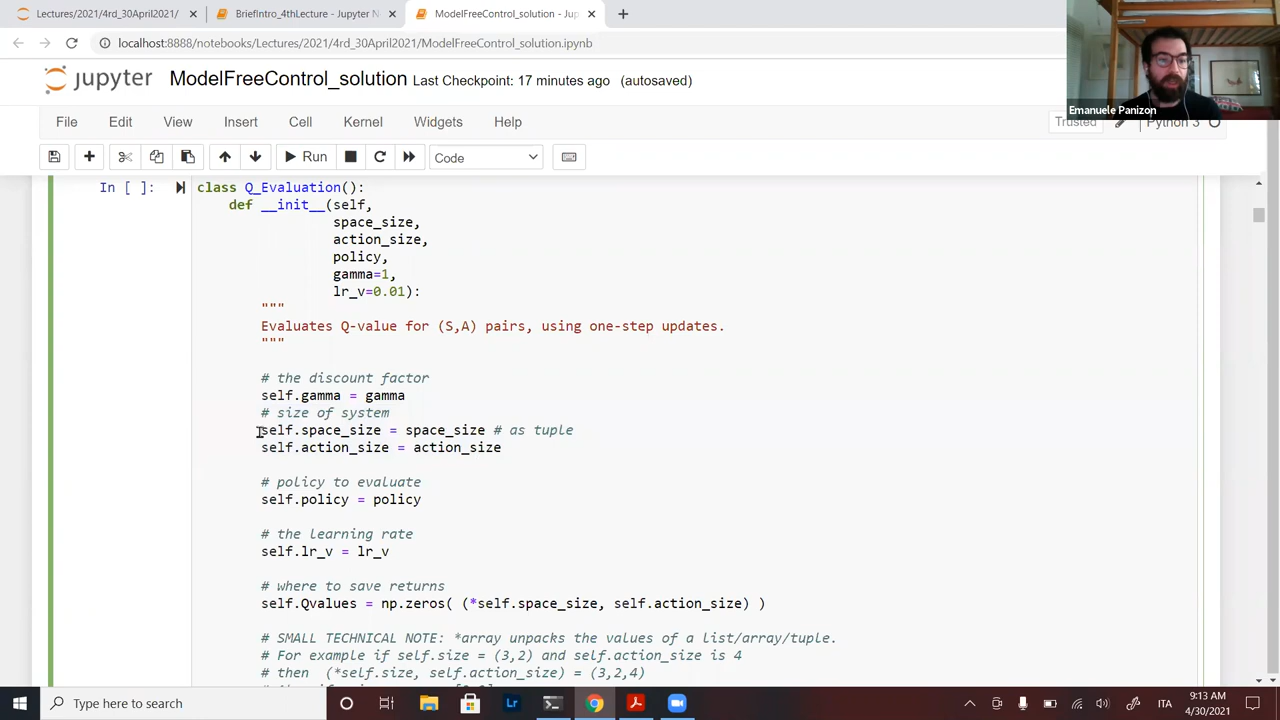 Lectures/2021/4rd_30April2021/
BriefIntro_4thLecture - Jupyter N
ModelFreeControl_solution - Jup
localhost:8888/notebooks/Lectures/2021/4rd_30April2021/ModelFreeControl_solution.ipynb
Emanuele Panizon
jupyter ModelFreeControl_solution Last Checkpoint: 17 minutes ago (autosaved)
File Edit View Insert Cell Kernel Widgets Help
Trusted Python 3
Run Code
In [ ]: class Q_Evaluation():
def __init__(self,
space_size,
action_size,
policy,
gamma=1,
lr_v=0.01):
"""
Evaluates Q-value for (S,A) pairs, using one-step updates.
"""
# the discount factor
self.gamma = gamma
# size of system
self.space_size = space_size # as tuple
self.action_size = action_size
# policy to evaluate
self.policy = policy
# the learning rate
self.lr_v = lr_v
# where to save returns
self.Qvalues = np.zeros( (*self.space_size, self.action_size) )
# SMALL TECHNICAL NOTE: *array unpacks the values of a list/array/tuple.
# For example if self.size = (3,2) and self.action_size is 4
# then (*self.size, self.action_size) = (3,2,4)
Type here to search
ITA
9:13 AM
4/30/2021